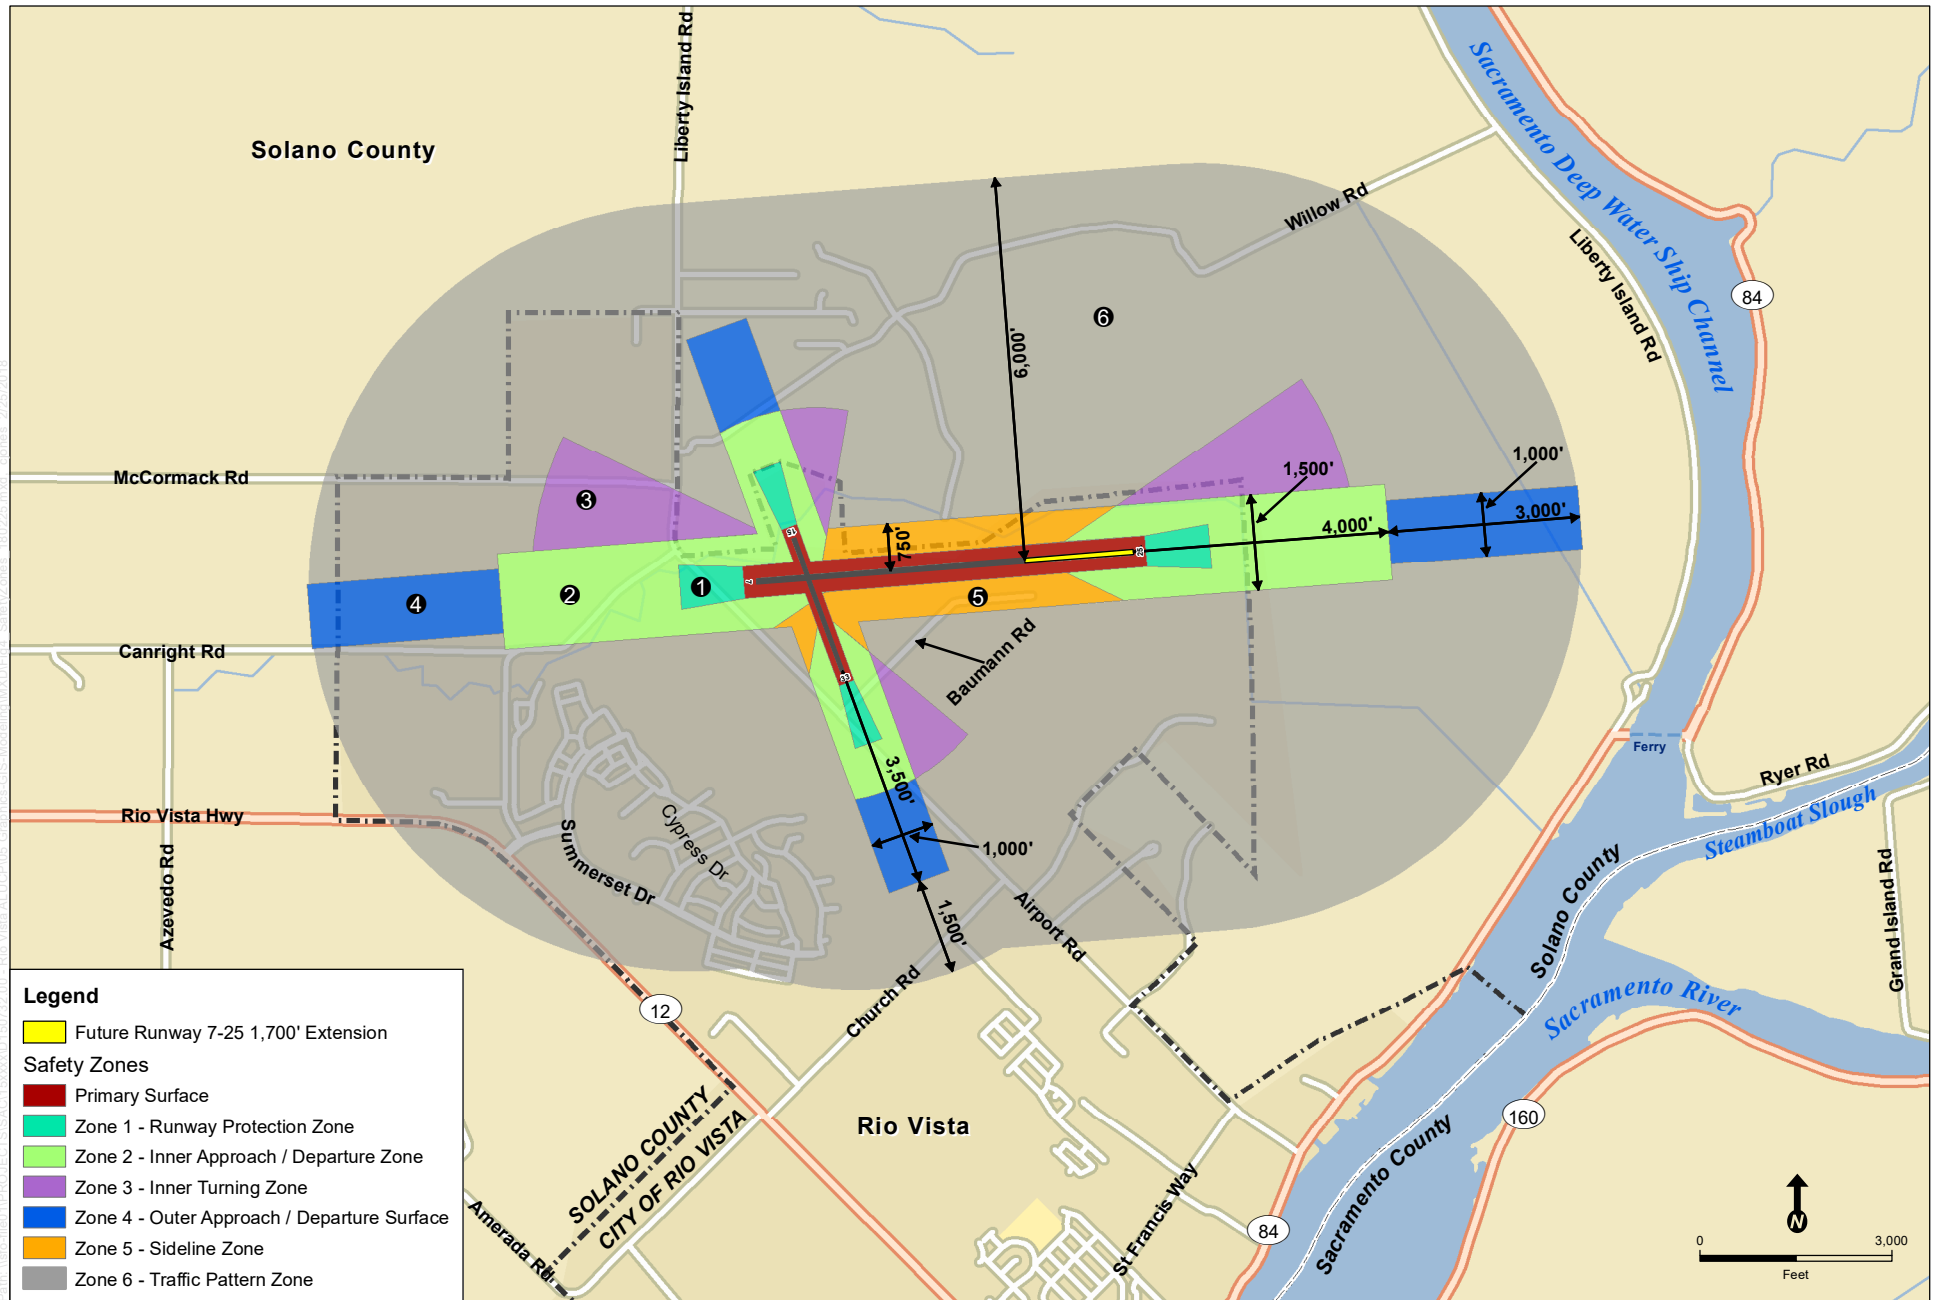 Solano County
Liberty Island Rd
Sacramento Deep Water Ship Channel
Willow Rd
Liberty Island Rd
84
6
6,000'
McCormack Rd
3
1,500'
1,000'
4,000'
3,000'
750'
15
25
7
1
2
4
5
33
Canright Rd
Baumann Rd
Ferry
Ryer Rd
Steamboat Slough
Rio Vista Hwy
Azevedo Rd
Summerset Dr
Cypress Dr
3,500'
1,000'
1,500'
Airport Rd
Church Rd
Solano County
Grand Island Rd
Sacramento River
12
SOLANO COUNTY
CITY OF RIO VISTA
Rio Vista
Amerada Rd
St Francis Way
84
Sacramento County
160
Legend
Future Runway 7-25 1,700' Extension
Safety Zones
Primary Surface
Zone 1 - Runway Protection Zone
Zone 2 - Inner Approach / Departure Zone
Zone 3 - Inner Turning Zone
Zone 4 - Outer Approach / Departure Surface
Zone 5 - Sideline Zone
Zone 6 - Traffic Pattern Zone
N
0 3,000
Feet